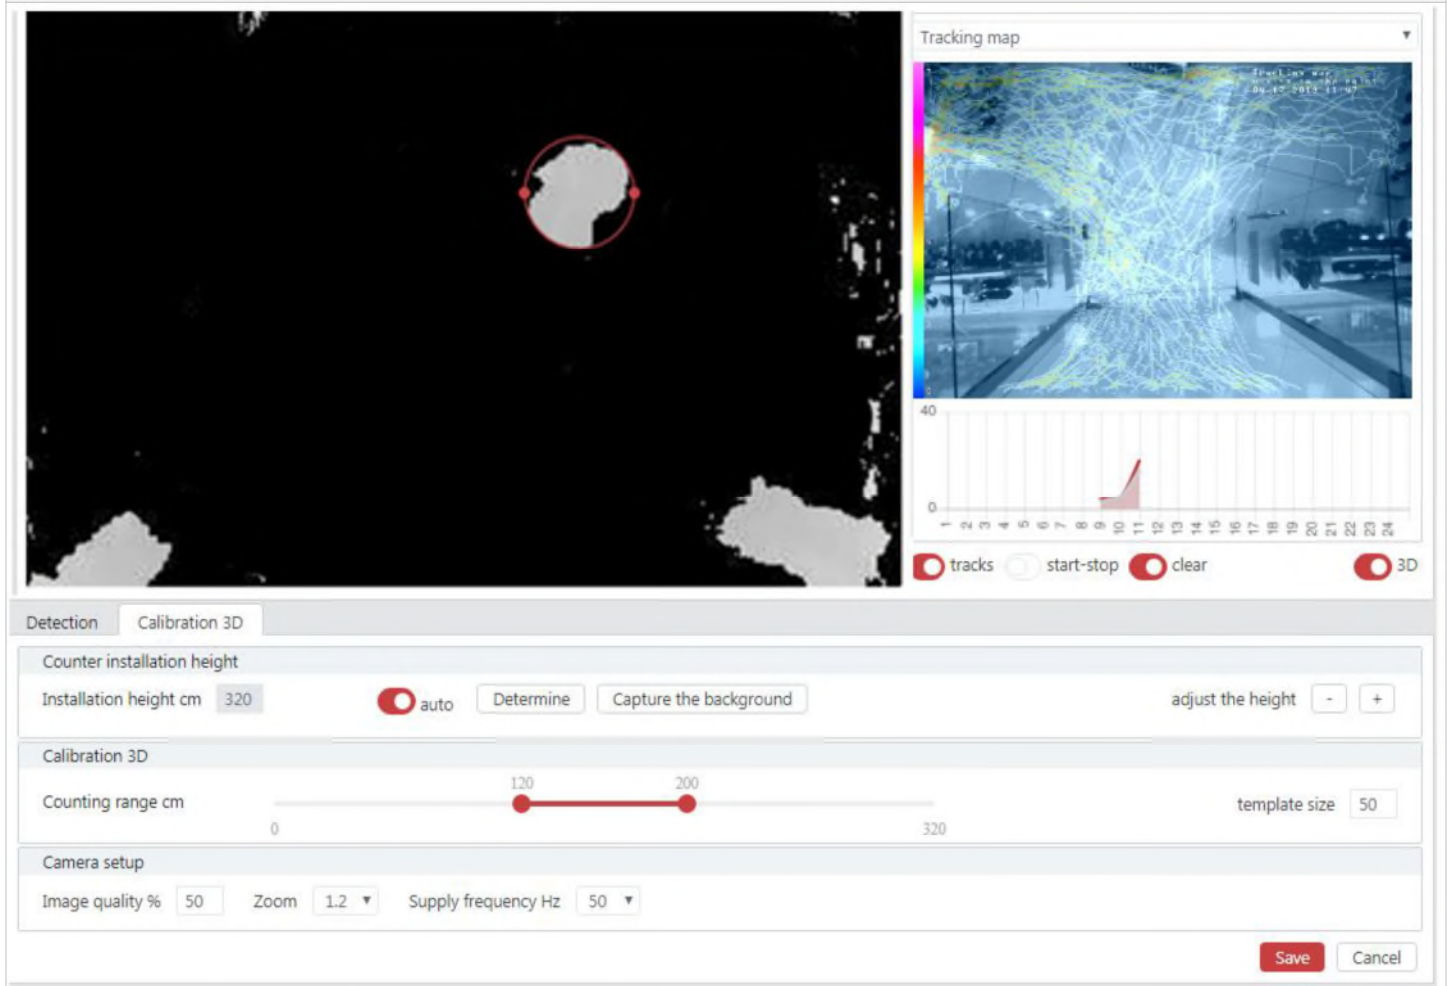 Tracking map
Tracking map
40
0
1 2 3 4 5 6 7 8 9 10 11 12 13 14 15 16 17 18 19 20 21 22 23 24
tracks start-stop clear 3D
Detection Calibration 3D
Counter installation height
Installation height cm 320 auto Determine Capture the background adjust the height - +
Calibration 3D
120 200
Counting range cm template size 50
0 320
Camera setup
Image quality % 50 Zoom 1.2 Supply frequency Hz 50
Save Cancel